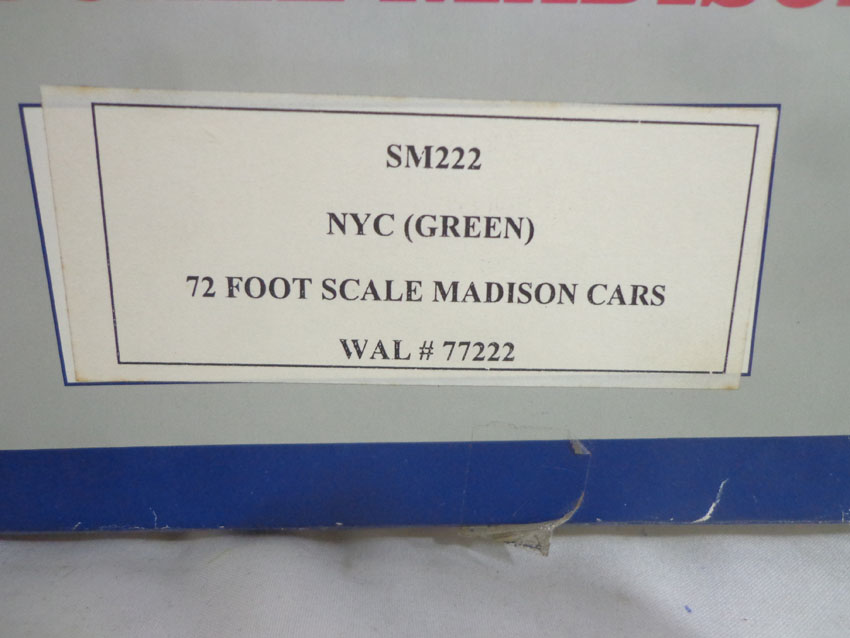 SM222
NYC (GREEN)
72 FOOT SCALE MADISON CARS
WAL # 77222